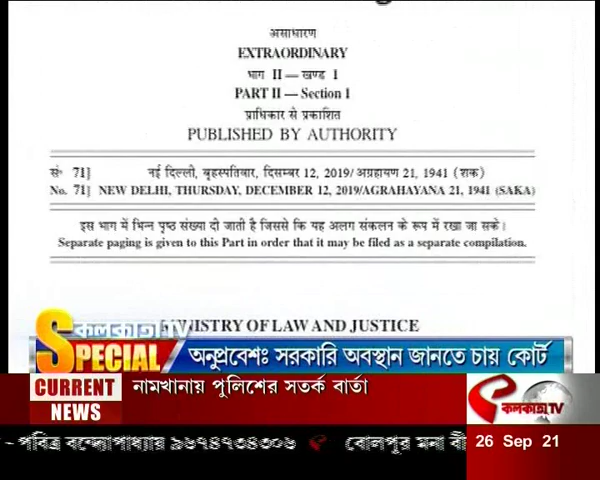 असाधारण
EXTRAORDINARY
भाग II — खण्ड 1
PART II — Section 1
प्राधिकार से प्रकाशित
PUBLISHED BY AUTHORITY
सं॰ 71] नई दिल्ली, बृहस्पतिवार, दिसम्बर 12, 2019/अग्रहायण 21, 1941 (शक)
No. 71] NEW DELHI, THURSDAY, DECEMBER 12, 2019/AGRAHAYANA 21, 1941 (SAKA)
इस भाग में भिन्न पृष्ठ संख्या दी जाती है जिससे कि यह अलग संकलन के रूप में रखा जा सके।
Separate paging is given to this Part in order that it may be filed as a separate compilation.
NISTRY OF LAW AND JUSTICE
কলকাতা TV
SPECIAL
অনুপ্রবেশঃ সরকারি অবস্থান জানতে চায় কোর্ট
CURRENT NEWS
নামখানায় পুলিশের সতর্ক বার্তা
কলকাতা TV
- পবিত্র বন্দ্যোপাধ্যায় ৯৬৭৪৭৩৪৩০৬ বোলপুর মনা
26 Sep 21